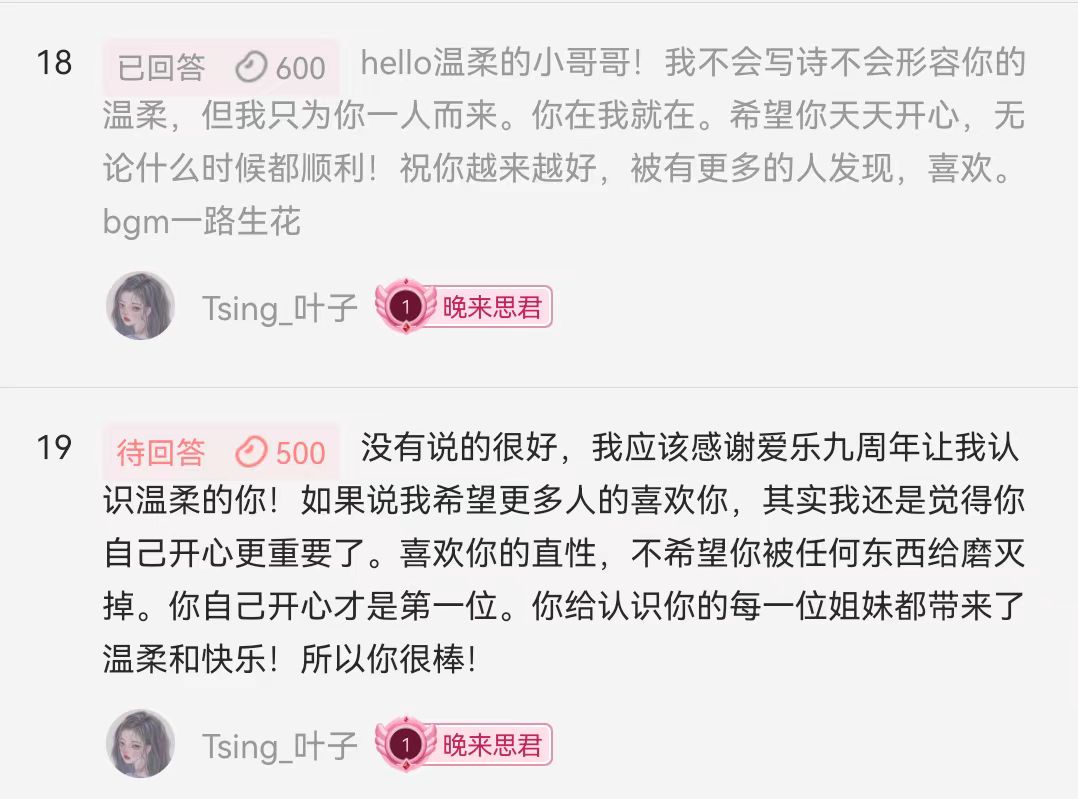 18 已回答 600 hello温柔的小哥哥！我不会写诗不会形容你的
温柔，但我只为你一人而来。你在我就在。希望你天天开心，无
论什么时候都顺利！祝你越来越好，被有更多的人发现，喜欢。
bgm一路生花
Tsing_叶子 1 晚来思君
19 待回答 500 没有说的很好，我应该感谢爱乐九周年让我认
识温柔的你！如果说我希望更多人的喜欢你，其实我还是觉得你
自己开心更重要了。喜欢你的直性，不希望你被任何东西给磨灭
掉。你自己开心才是第一位。你给认识你的每一位姐妹都带来了
温柔和快乐！所以你很棒！
Tsing_叶子 1 晚来思君